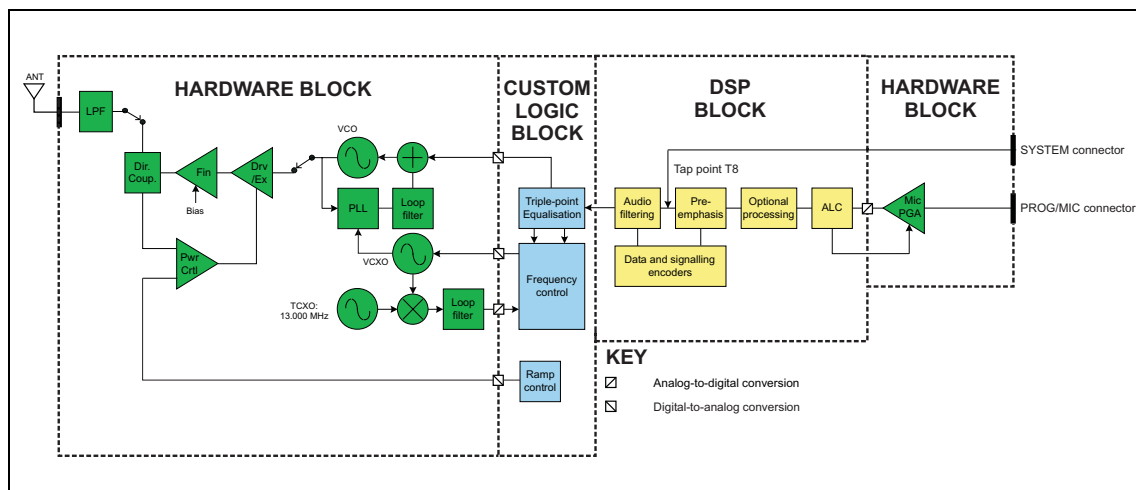 HARDWARE BLOCK
CUSTOM
LOGIC
BLOCK
DSP
BLOCK
HARDWARE
BLOCK
ANT
LPF
VCO
SYSTEM connector
Tap point T8
Dir.
Coup.
Fin
Drv
/Ex
Bias
PLL
Loop
filter
Triple-point
Equalisation
Audio
filtering
Pre-
emphasis
Optional
processing
ALC
Mic
PGA
PROG/MIC connector
Pwr
Crtl
VCXO
Data and signalling
encoders
Frequency
control
TCXO:
13.000 MHz
Loop
filter
Ramp
control
KEY
Analog-to-digital conversion
Digital-to-analog conversion